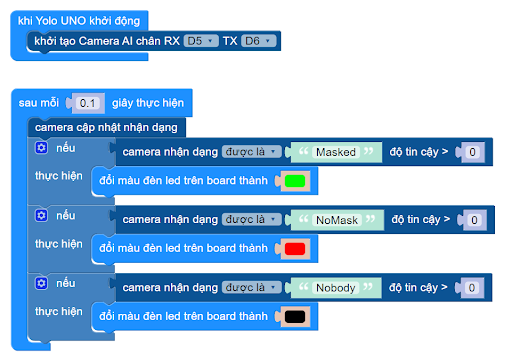 khi Yolo UNO khởi động
khởi tạo Camera AI chân RX D5 TX D6
sau mỗi 0.1 giây thực hiện
camera cập nhật nhận dạng
nếu camera nhận dạng được là “ Masked ” độ tin cậy > 0
thực hiện đổi màu đèn led trên board thành
nếu camera nhận dạng được là “ NoMask ” độ tin cậy > 0
thực hiện đổi màu đèn led trên board thành
nếu camera nhận dạng được là “ Nobody ” độ tin cậy > 0
thực hiện đổi màu đèn led trên board thành